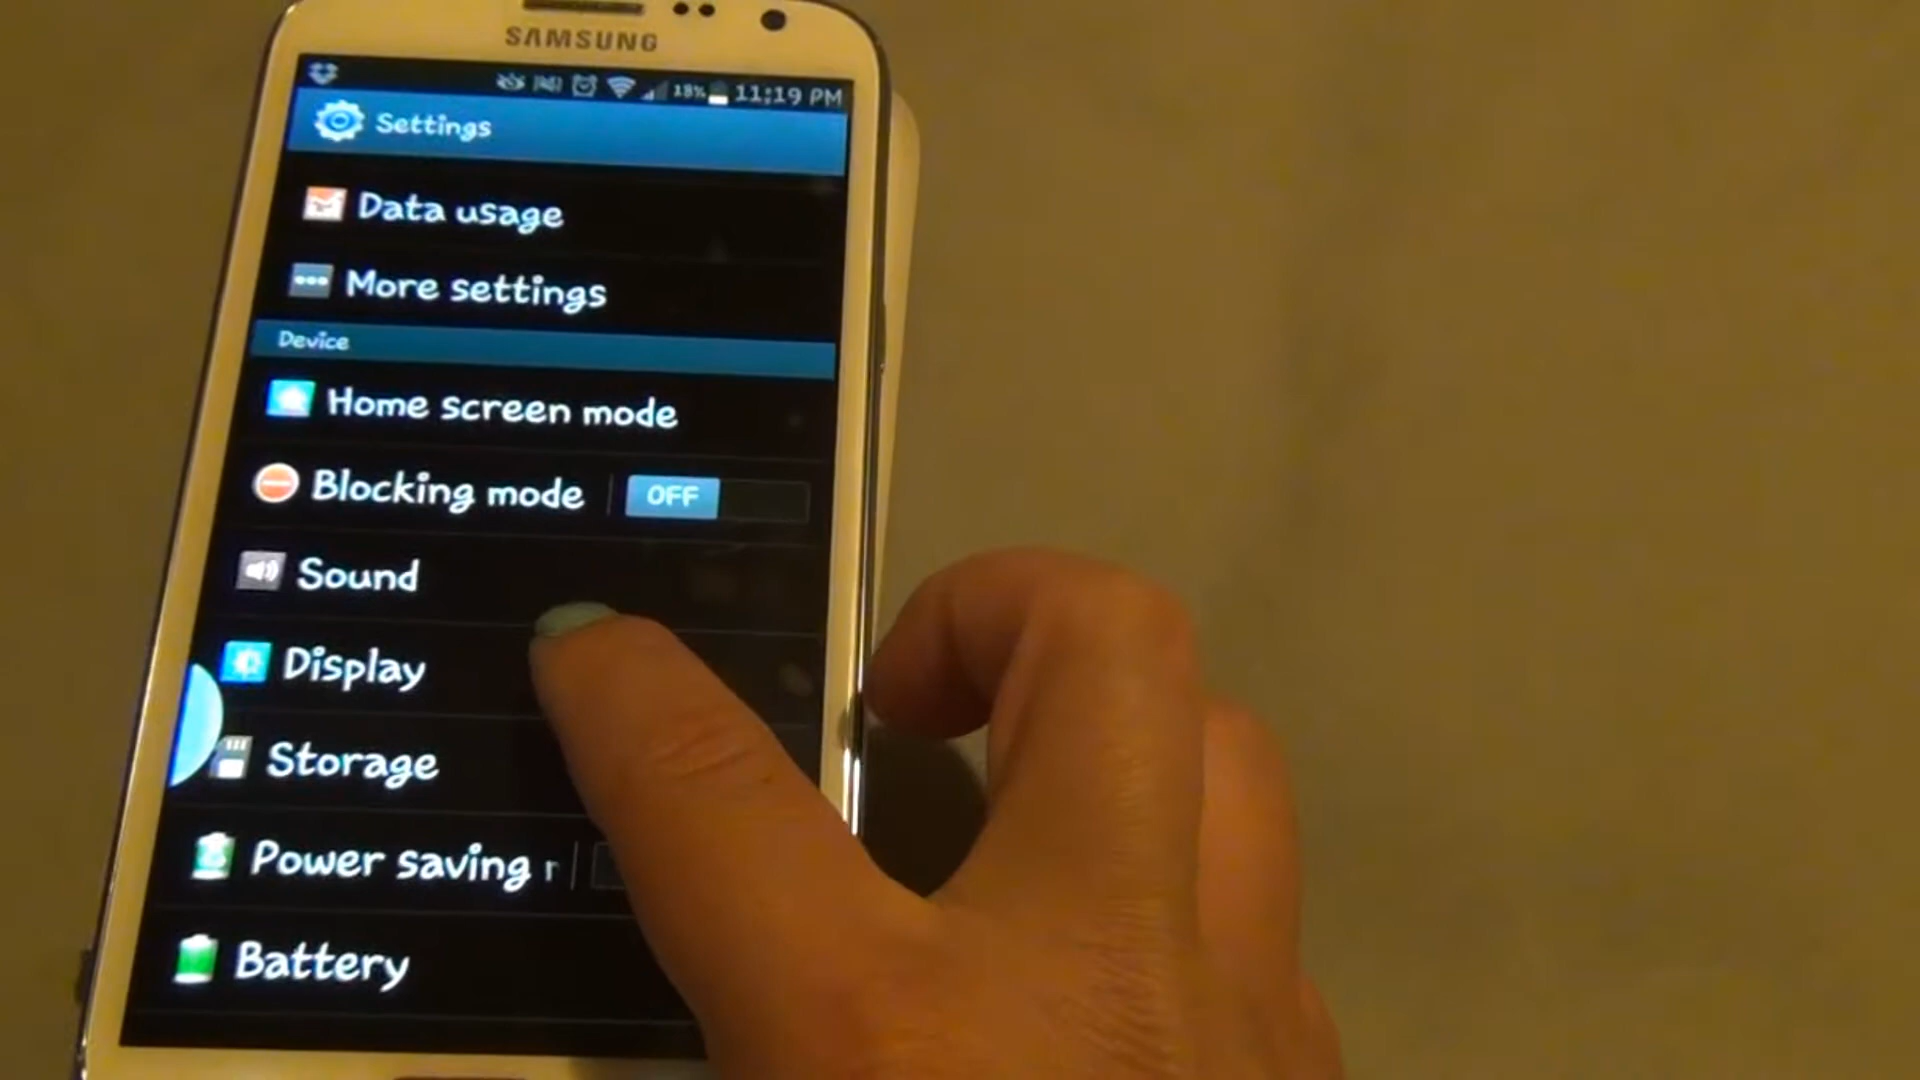 SAMSUNG
18% 11:19 PM
Settings
Data usage
More settings
Device
Home screen mode
Blocking mode OFF
Sound
Display
Storage
Power saving
Battery